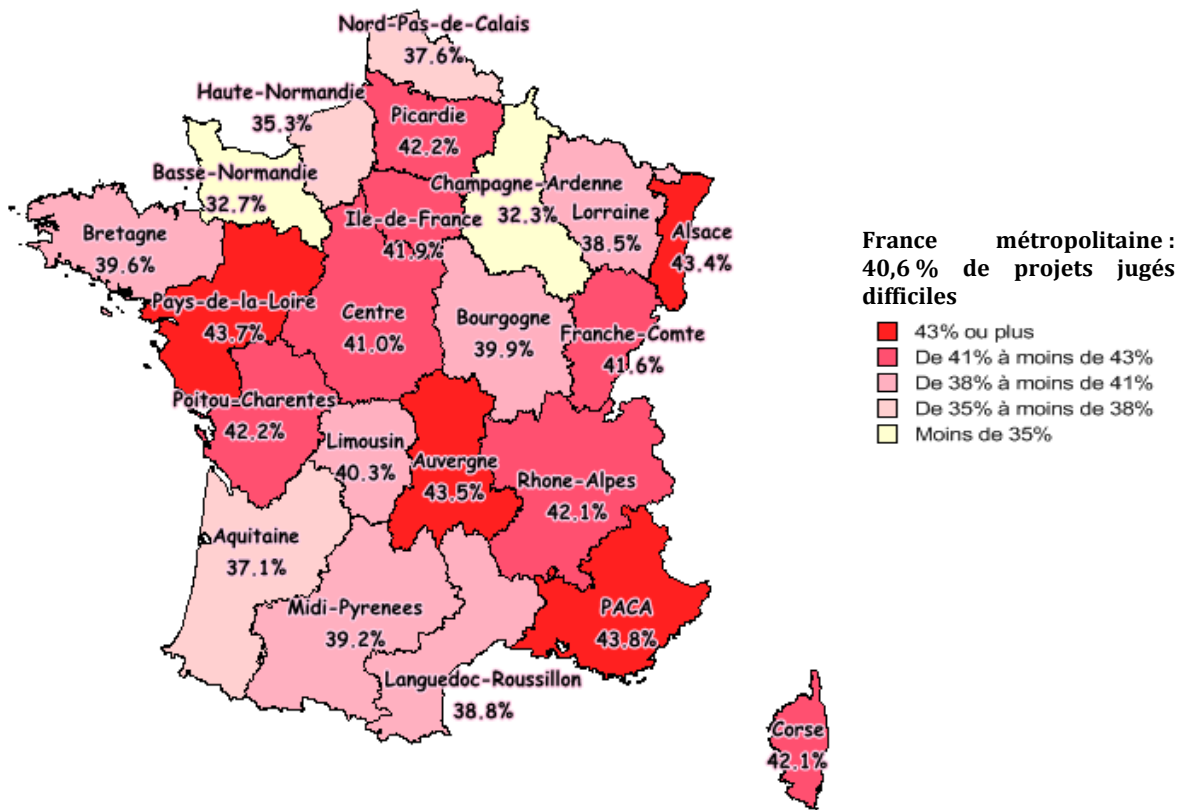 Nord-Pas-de-Calais
37.6%
Haute-Normandie
35.3%
Picardie
42.2%
Basse-Normandie
32.7%
Champagne-Ardenne
32.3%
Ile-de-France
41.9%
Lorraine
38.5%
Alsace
43.4%
Bretagne
39.6%
Pays-de-la-Loire
43.7%
Centre
41.0%
Bourgogne
39.9%
Franche-Comte
41.6%
Poitou-Charentes
42.2%
Limousin
40.3%
Auvergne
43.5%
Rhone-Alpes
42.1%
Aquitaine
37.1%
Midi-Pyrenees
39.2%
PACA
43.8%
Languedoc-Roussillon
38.8%
Corse
42.1%
France métropolitaine :
40,6 % de projets jugés
difficiles
43% ou plus
De 41% à moins de 43%
De 38% à moins de 41%
De 35% à moins de 38%
Moins de 35%